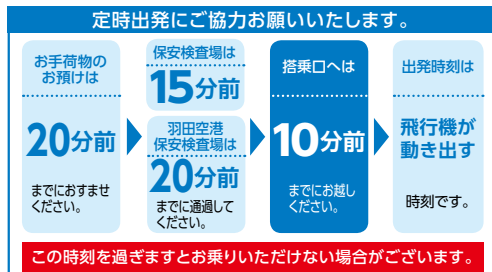 定時出発にご協力お願いいたします。
お手荷物の
お預けは
20分前
までにおすませ
ください。
保安検査場は
15分前
羽田空港
保安検査場は
20分前
までに通過して
ください。
搭乗口へは
10分前
までにお越し
ください。
出発時刻は
飛行機が
動き出す
時刻です。
この時刻を過ぎますとお乗りいただけない場合がございます。